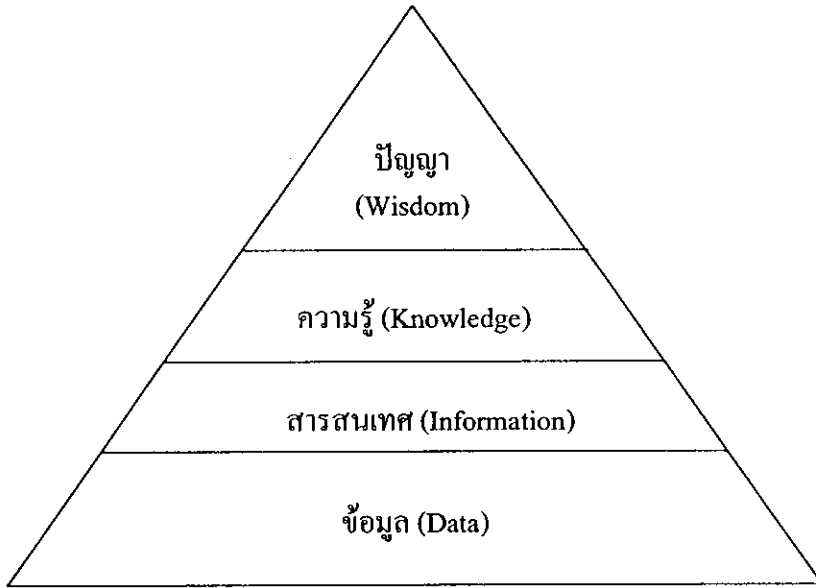 ปัญญา
(Wisdom)
ความรู้ (Knowledge)
สารสนเทศ (Information)
ข้อมูล (Data)